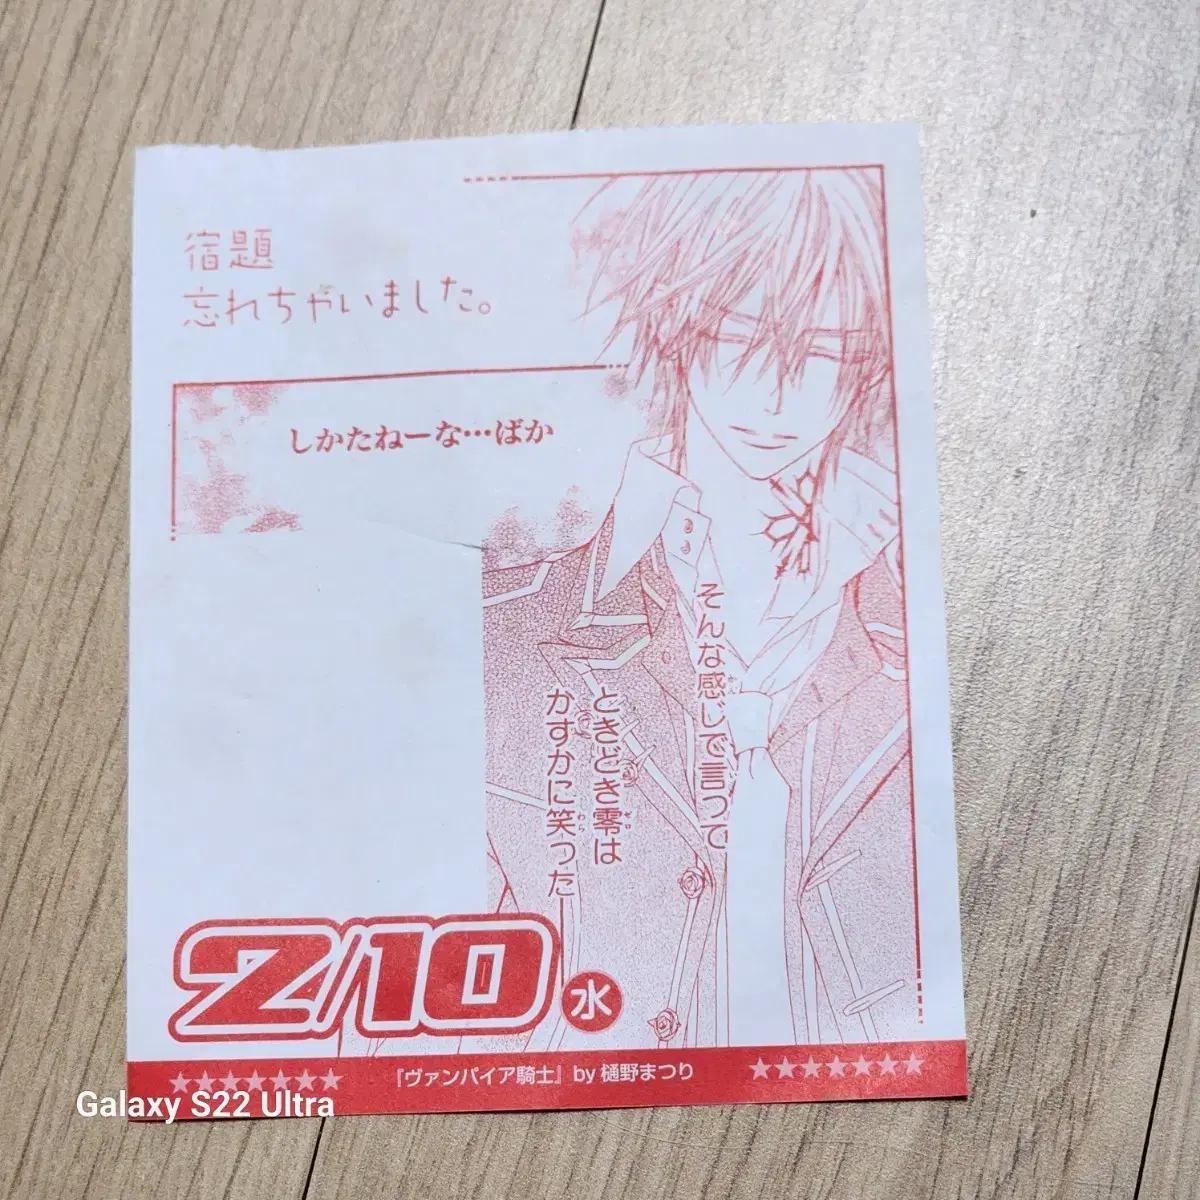 宿題
忘れちゃいました。
しかたねーな…ばか
そんな感じで言って
ときどき零は
かすかに笑った
2/10 水
★★★★★★★ 『ヴァンパイア騎士』 by 樋野まつり ★★★★★★★
Galaxy S22 Ultra